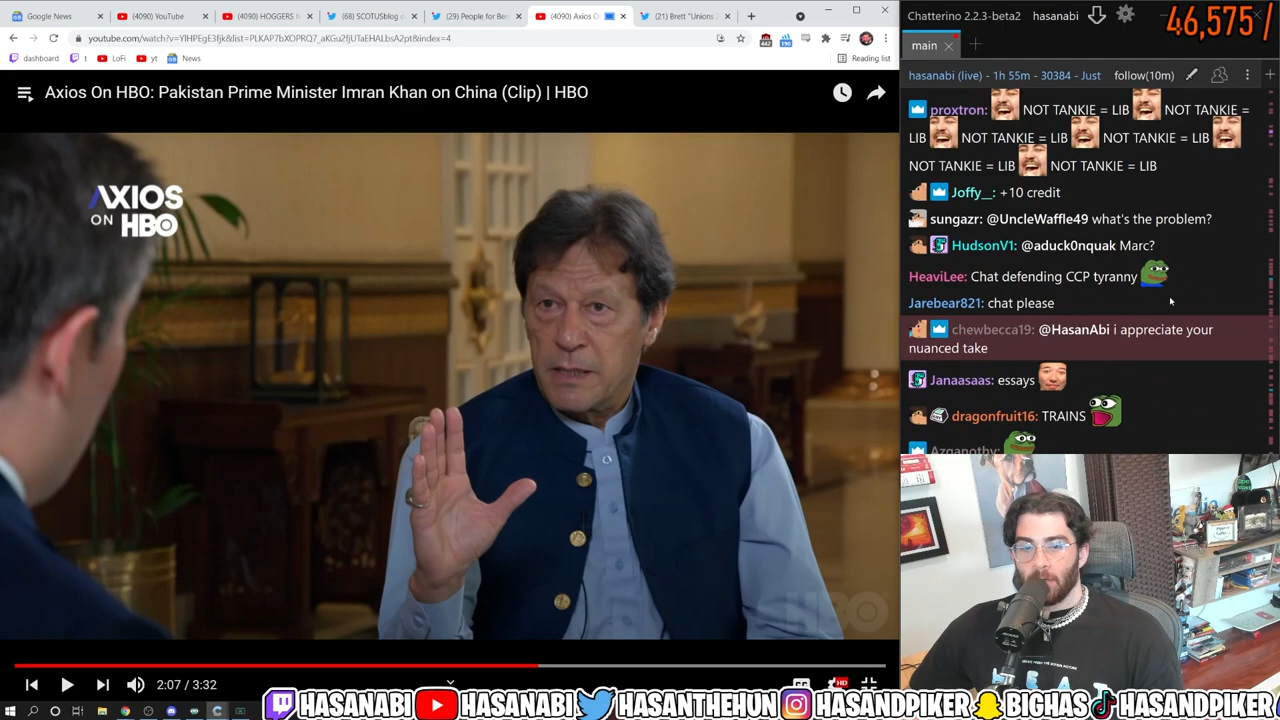 Google News
(4090) YouTube
(4090) HOGGERS t
(68) SCOTUSblog
(29) People for Be
(4090) Axios O
(21) Brett "Unions
youtube.com/watch?v=YlHPEgE3fjk&list=PLKAP7bXOPRQ7_aKGu2fjUTaEHALbsA2pt&index=4
dashboard
t
LoFi
yt
News
Reading list
Axios On HBO: Pakistan Prime Minister Imran Khan on China (Clip) | HBO
AXIOS
ON HBO
HBO
2:07 / 3:32
HD
Chatterino 2.2.3-beta2
hasanabi
46,575 /
main
hasanabi (live) - 1h 55m - 30384 - Just
follow(10m)
proxtron: NOT TANKIE = LIB NOT TANKIE =
LIB NOT TANKIE = LIB NOT TANKIE = LIB
NOT TANKIE = LIB NOT TANKIE = LIB
Joffy__: +10 credit
sungazr: @UncleWaffle49 what's the problem?
HudsonV1: @aduck0nquak Marc?
HeaviLee: Chat defending CCP tyranny
Jarebear821: chat please
chewbecca19: @HasanAbi i appreciate your
nuanced take
Janaasaas: essays
dragonfruit16: TRAINS
Azganothy:
HASANABI
HASANABI
HASANTHEHUN
HASANDPIKER
BIGHAS
HASANDPIKER